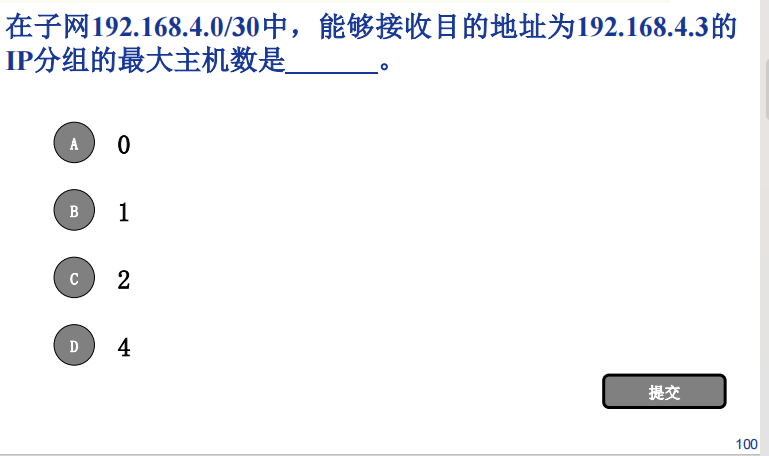 在子网192.168.4.0/30中，能够接收目的地址为192.168.4.3的
IP分组的最大主机数是______。
A 0
B 1
C 2
D 4
提交
100